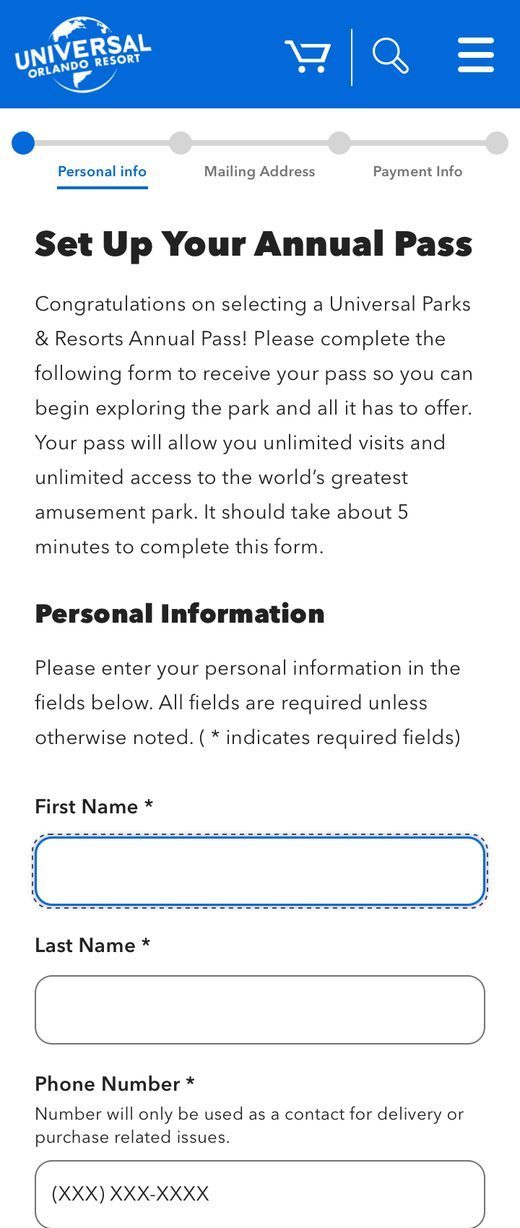 UNIVERSAL
ORLANDO RESORT
Personal info
Mailing Address
Payment Info
Set Up Your Annual Pass
Congratulations on selecting a Universal Parks
& Resorts Annual Pass! Please complete the
following form to receive your pass so you can
begin exploring the park and all it has to offer.
Your pass will allow you unlimited visits and
unlimited access to the world’s greatest
amusement park. It should take about 5
minutes to complete this form.
Personal Information
Please enter your personal information in the
fields below. All fields are required unless
otherwise noted. ( * indicates required fields)
First Name *
Last Name *
Phone Number *
Number will only be used as a contact for delivery or
purchase related issues.
(XXX) XXX-XXXX